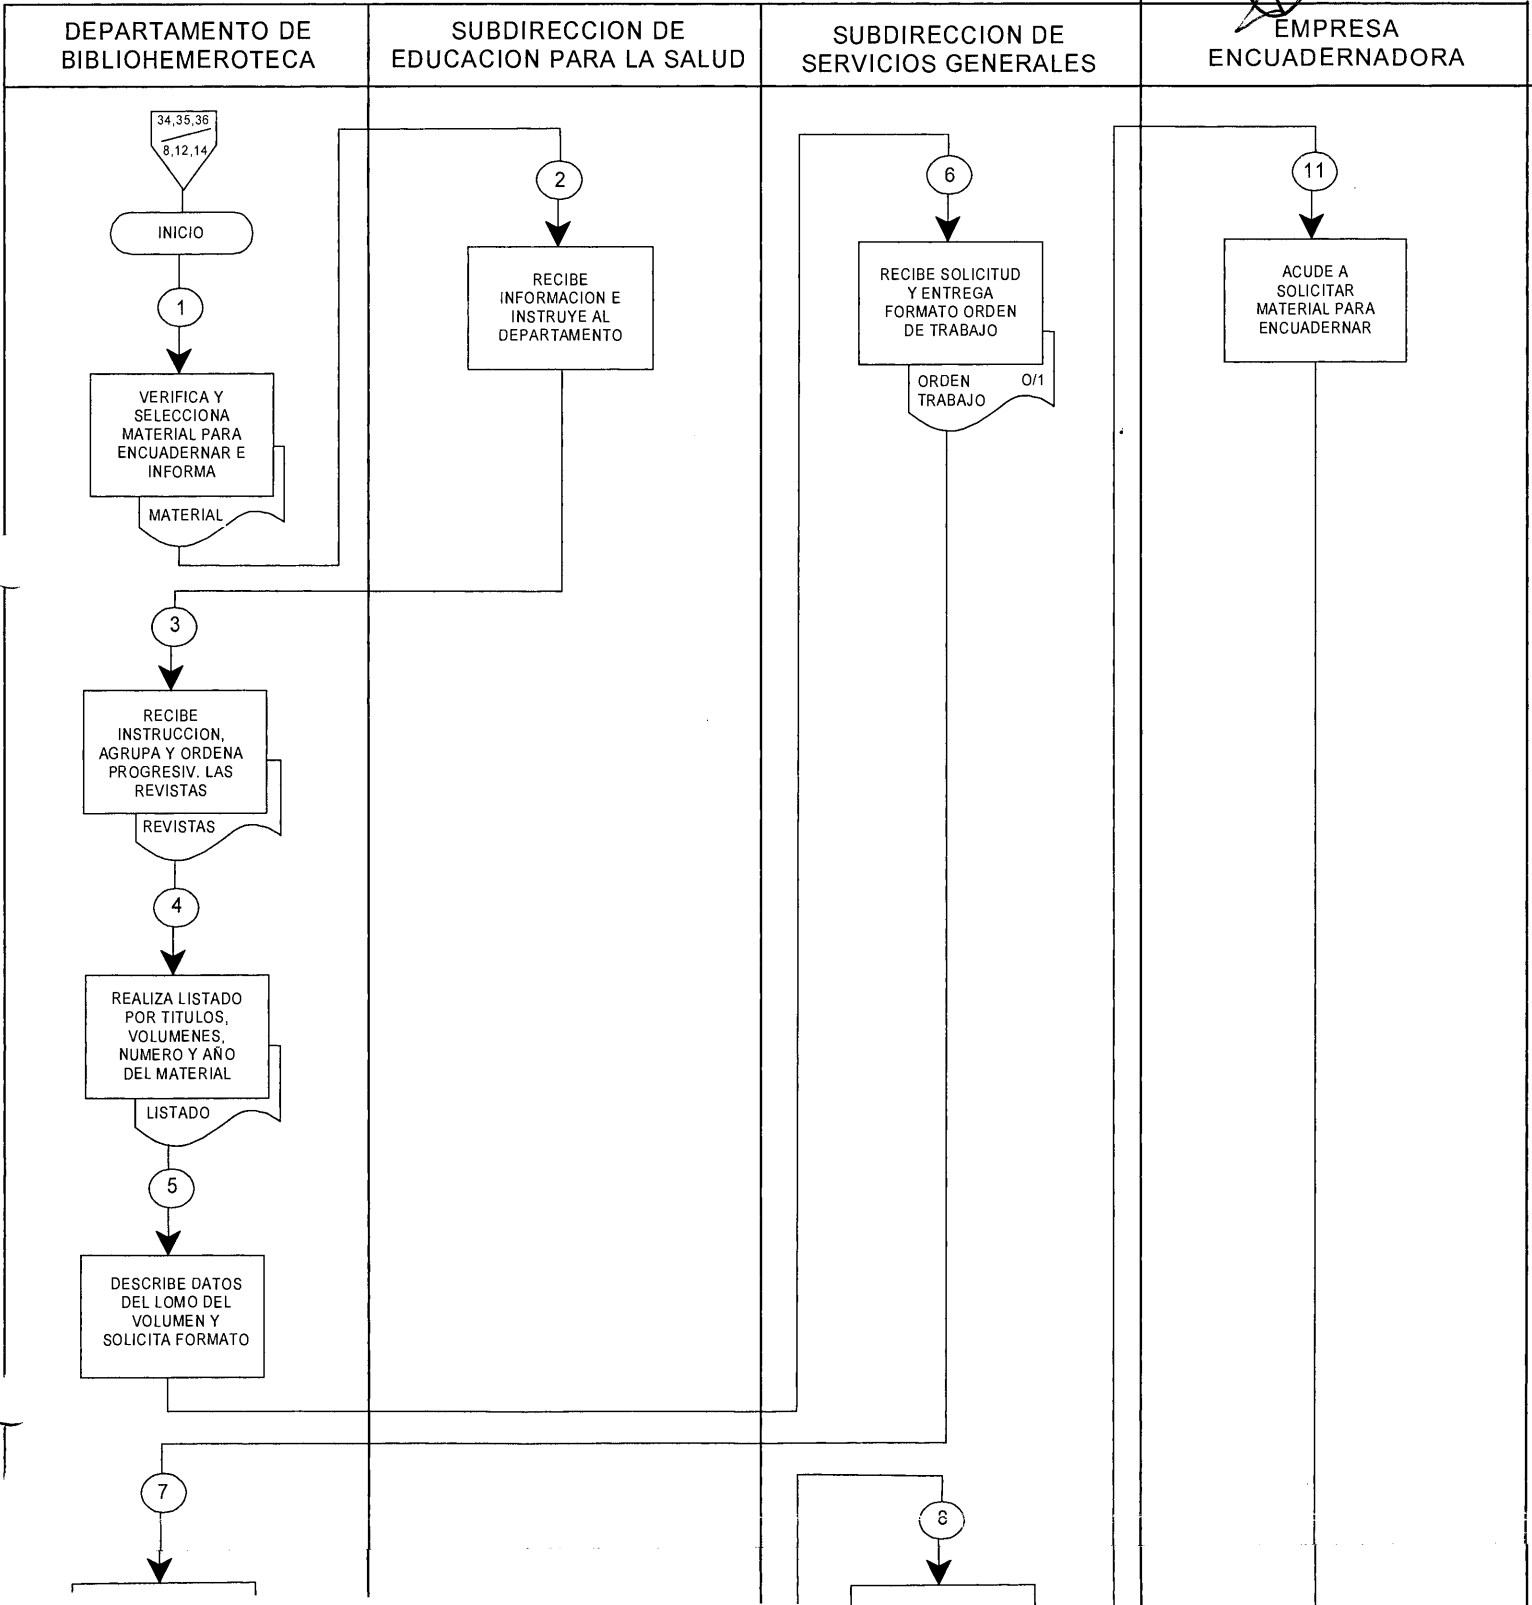 DEPARTAMENTO DE
BIBLIOHEMEROTECA
SUBDIRECCION DE
EDUCACION PARA LA SALUD
SUBDIRECCION DE
SERVICIOS GENERALES
EMPRESA
ENCUADERNADORA
34,35,36
8,12,14
INICIO
1
VERIFICA Y
SELECCIONA
MATERIAL PARA
ENCUADERNAR E
INFORMA
MATERIAL
2
RECIBE
INFORMACION E
INSTRUYE AL
DEPARTAMENTO
3
RECIBE
INSTRUCCION,
AGRUPA Y ORDENA
PROGRESIV. LAS
REVISTAS
REVISTAS
4
REALIZA LISTADO
POR TITULOS,
VOLUMENES,
NUMERO Y AÑO
DEL MATERIAL
LISTADO
5
DESCRIBE DATOS
DEL LOMO DEL
VOLUMEN Y
SOLICITA FORMATO
6
RECIBE SOLICITUD
Y ENTREGA
FORMATO ORDEN
DE TRABAJO
ORDEN O/1
TRABAJO
7
8
11
ACUDE A
SOLICITAR
MATERIAL PARA
ENCUADERNAR